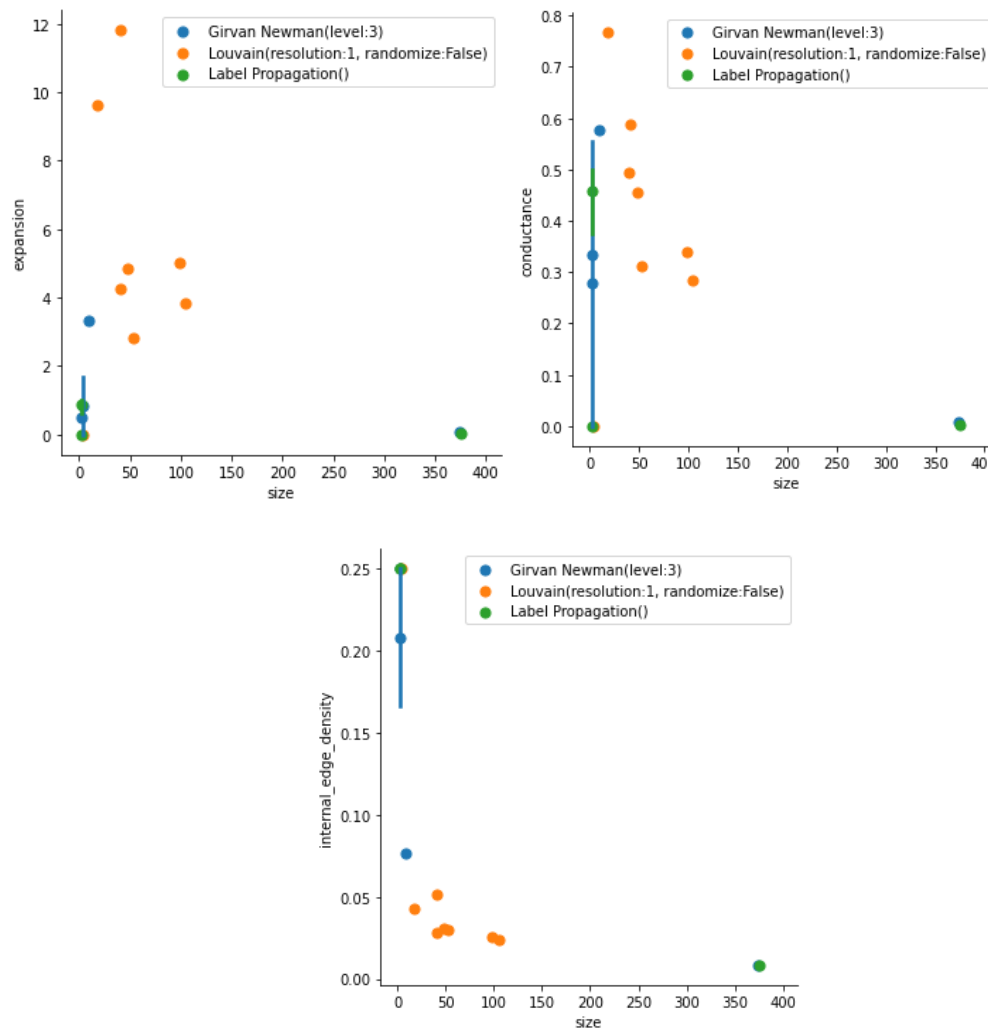 Girvan Newman(level:3)
Louvain(resolution:1, randomize:False)
Label Propagation()
12
10
8
6
4
2
0
expansion
0 50 100 150 200 250 300 350 400
size
Girvan Newman(level:3)
Louvain(resolution:1, randomize:False)
Label Propagation()
0.8
0.7
0.6
0.5
0.4
0.3
0.2
0.1
0.0
conductance
0 50 100 150 200 250 300 350 400
size
Girvan Newman(level:3)
Louvain(resolution:1, randomize:False)
Label Propagation()
0.25
0.20
0.15
0.10
0.05
0.00
internal_edge_density
0 50 100 150 200 250 300 350 400
size